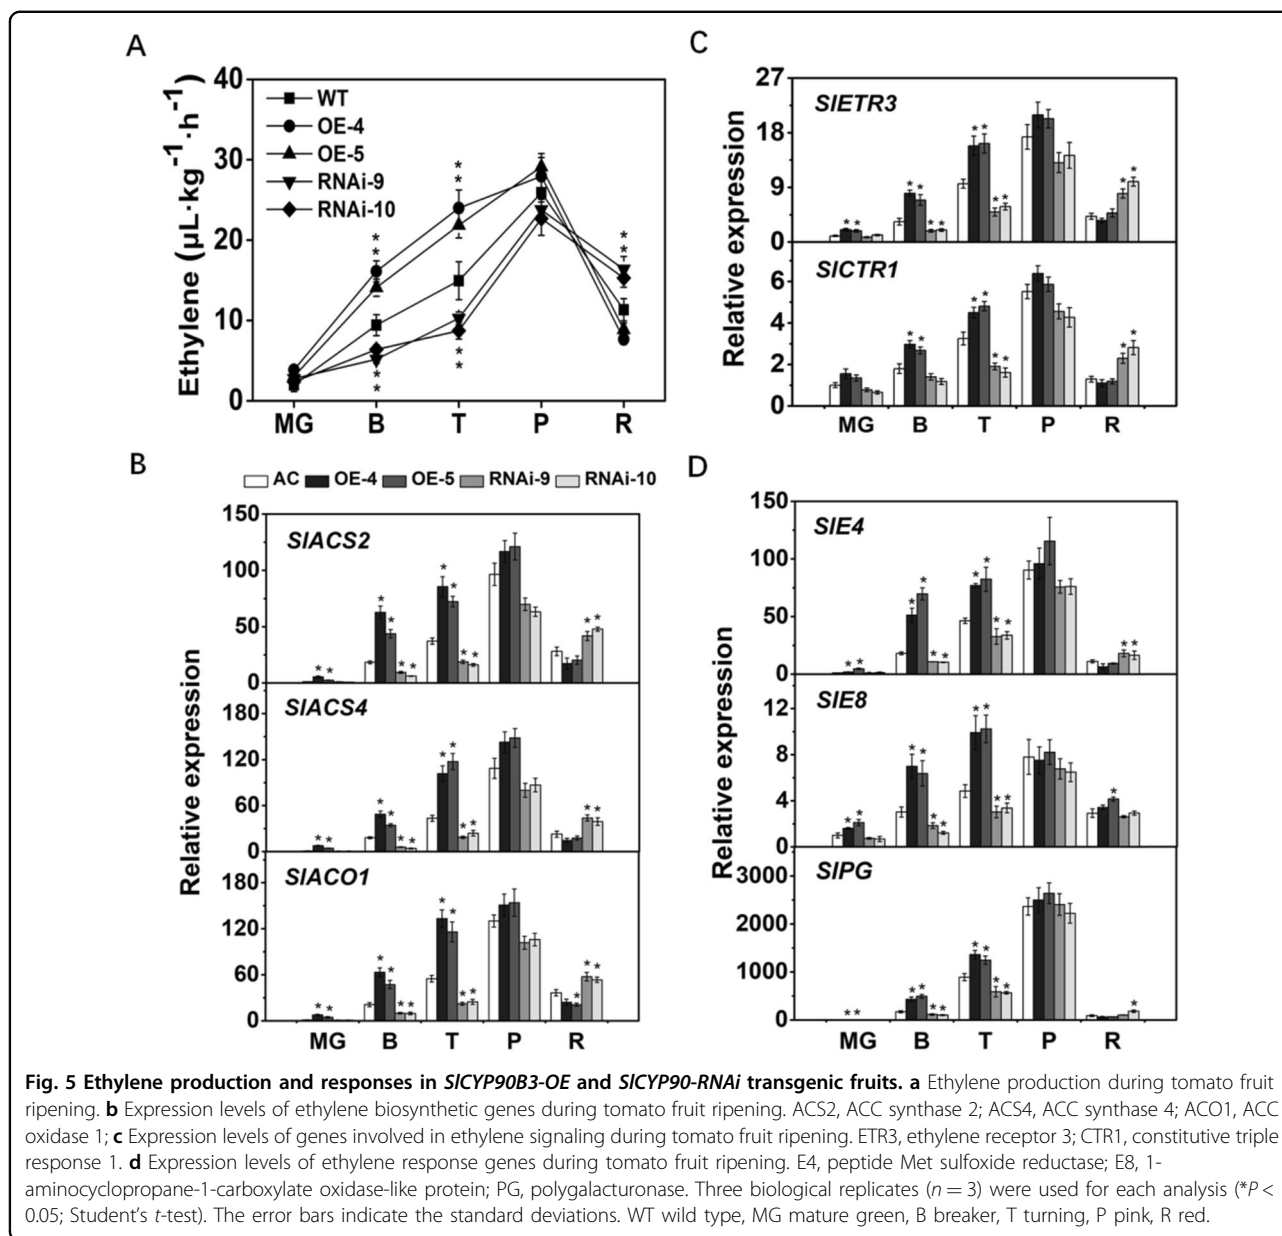 A
Ethylene (µL·kg⁻¹·h⁻¹)
40
30
20
10
0
WT
OE-4
OE-5
RNAi-9
RNAi-10
* *
* *
* *
* *
* *
MG B T P R
B
AC OE-4 OE-5 RNAi-9 RNAi-10
Relative expression
SlACS2
150
100
50
0
SlACS4
180
120
60
0
SlACO1
180
120
60
0
MG B T P R
C
Relative expression
SlETR3
27
18
9
0
SlCTR1
6
4
2
0
MG B T P R
D
Relative expression
SlE4
150
100
50
0
SlE8
12
8
4
0
SlPG
3000
2000
1000
0
MG B T P R
Fig. 5 Ethylene production and responses in SlCYP90B3-OE and SlCYP90-RNAi transgenic fruits. a Ethylene production during tomato fruit
ripening. b Expression levels of ethylene biosynthetic genes during tomato fruit ripening. ACS2, ACC synthase 2; ACS4, ACC synthase 4; ACO1, ACC
oxidase 1; c Expression levels of genes involved in ethylene signaling during tomato fruit ripening. ETR3, ethylene receptor 3; CTR1, constitutive triple
response 1. d Expression levels of ethylene response genes during tomato fruit ripening. E4, peptide Met sulfoxide reductase; E8, 1-
aminocyclopropane-1-carboxylate oxidase-like protein; PG, polygalacturonase. Three biological replicates (n = 3) were used for each analysis (*P <
0.05; Student's t-test). The error bars indicate the standard deviations. WT wild type, MG mature green, B breaker, T turning, P pink, R red.